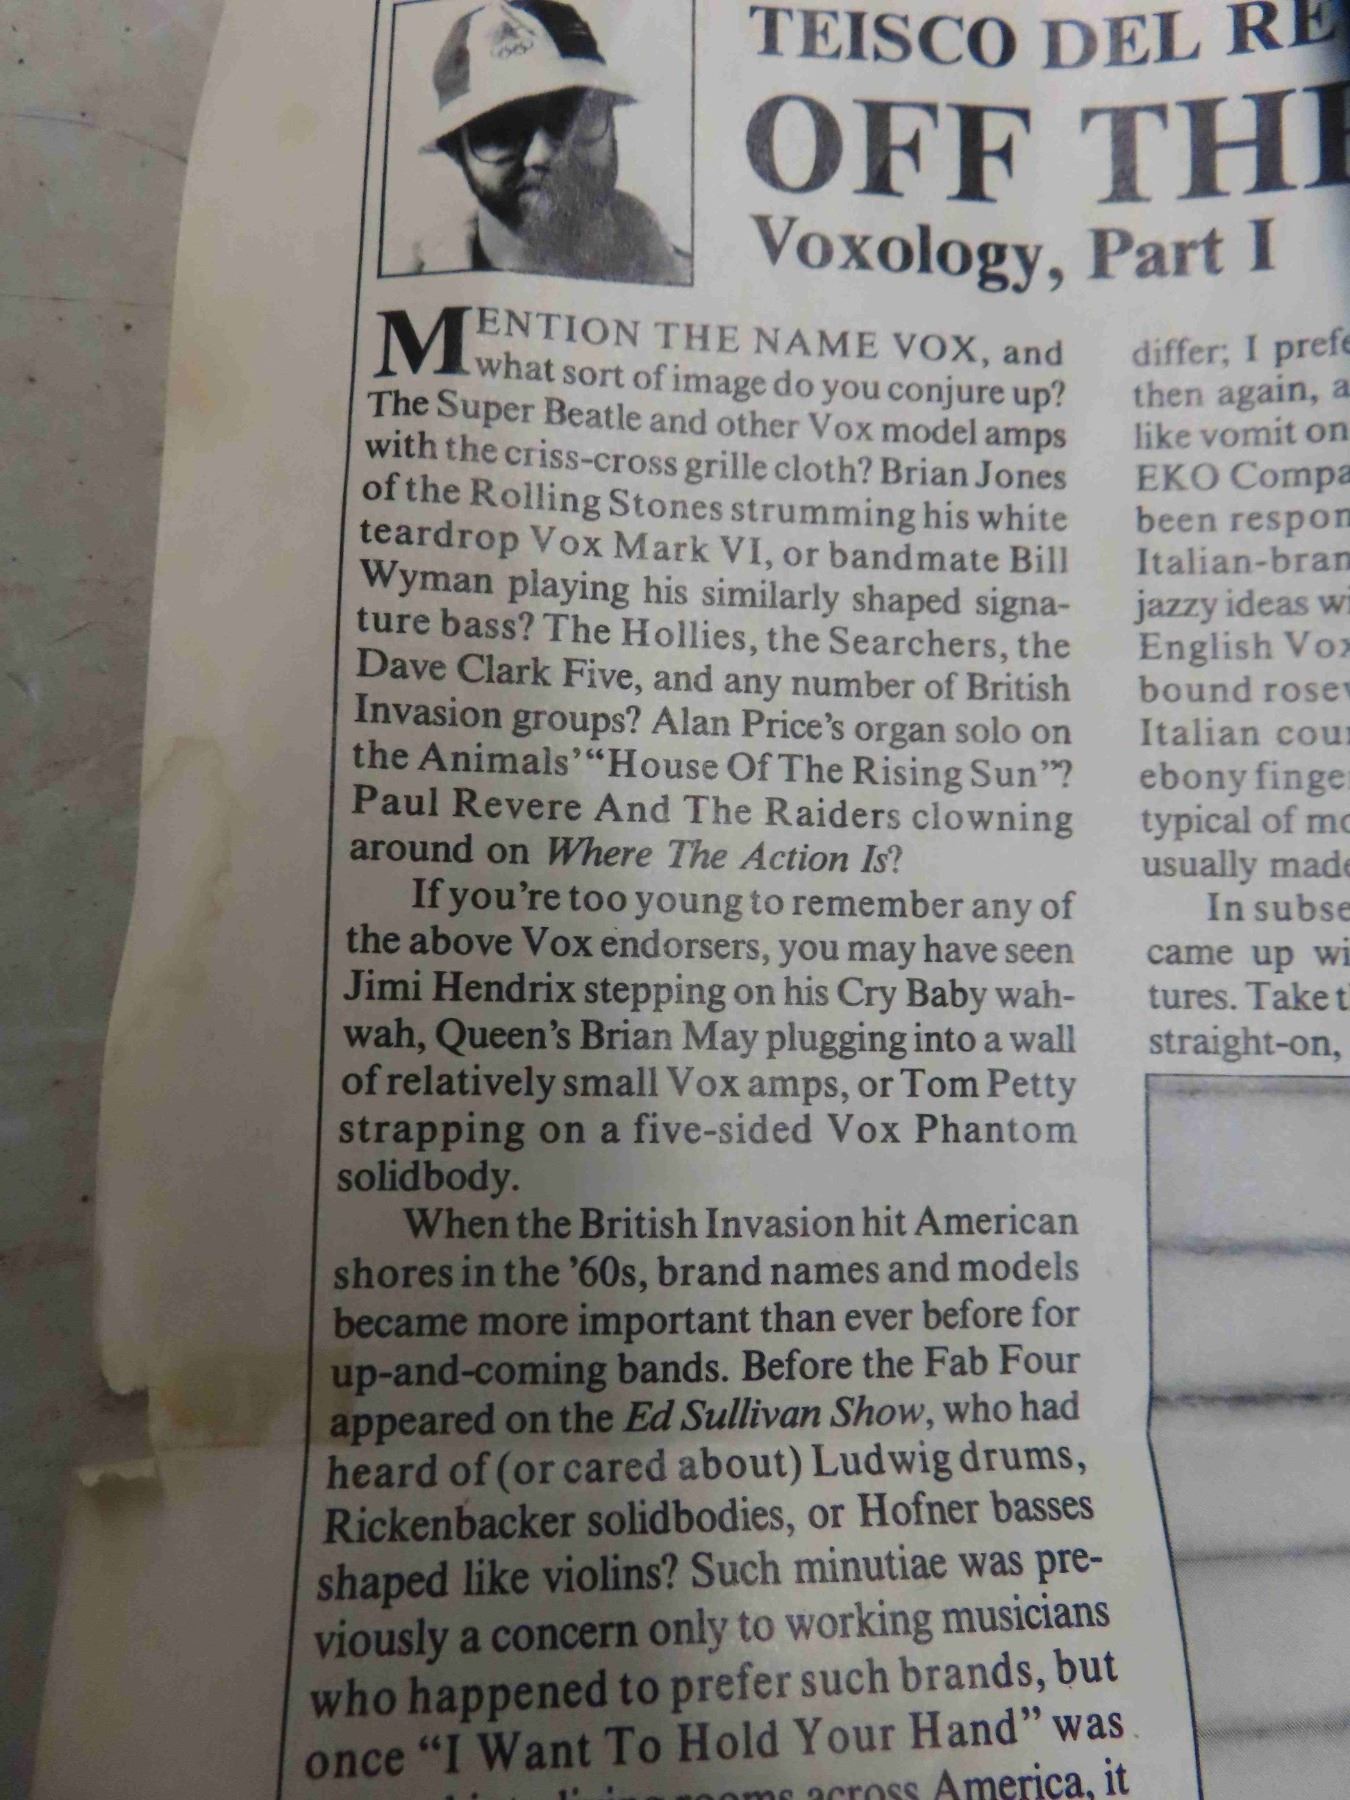 TEISCO DEL RE
OFF THE
Voxology, Part I
MENTION THE NAME VOX, and
what sort of image do you conjure up?
The Super Beatle and other Vox model amps
with the criss-cross grille cloth? Brian Jones
of the Rolling Stones strumming his white
teardrop Vox Mark VI, or bandmate Bill
Wyman playing his similarly shaped signa-
ture bass? The Hollies, the Searchers, the
Dave Clark Five, and any number of British
Invasion groups? Alan Price's organ solo on
the Animals' “House Of The Rising Sun”?
Paul Revere And The Raiders clowning
around on Where The Action Is?
If you're too young to remember any of
the above Vox endorsers, you may have seen
Jimi Hendrix stepping on his Cry Baby wah-
wah, Queen's Brian May plugging into a wall
of relatively small Vox amps, or Tom Petty
strapping on a five-sided Vox Phantom
solidbody.
When the British Invasion hit American
shores in the '60s, brand names and models
became more important than ever before for
up-and-coming bands. Before the Fab Four
appeared on the Ed Sullivan Show, who had
heard of (or cared about) Ludwig drums,
Rickenbacker solidbodies, or Hofner basses
shaped like violins? Such minutiae was pre-
viously a concern only to working musicians
who happened to prefer such brands, but
once “I Want To Hold Your Hand” was
rooms across America, it
differ; I prefe
then again, a
like vomit on
EKO Compa
been respon
Italian-bran
jazzy ideas wi
English Vox
bound rosew
Italian cour
ebony finge
typical of mo
usually made
In subse
came up wi
tures. Take t
straight-on,